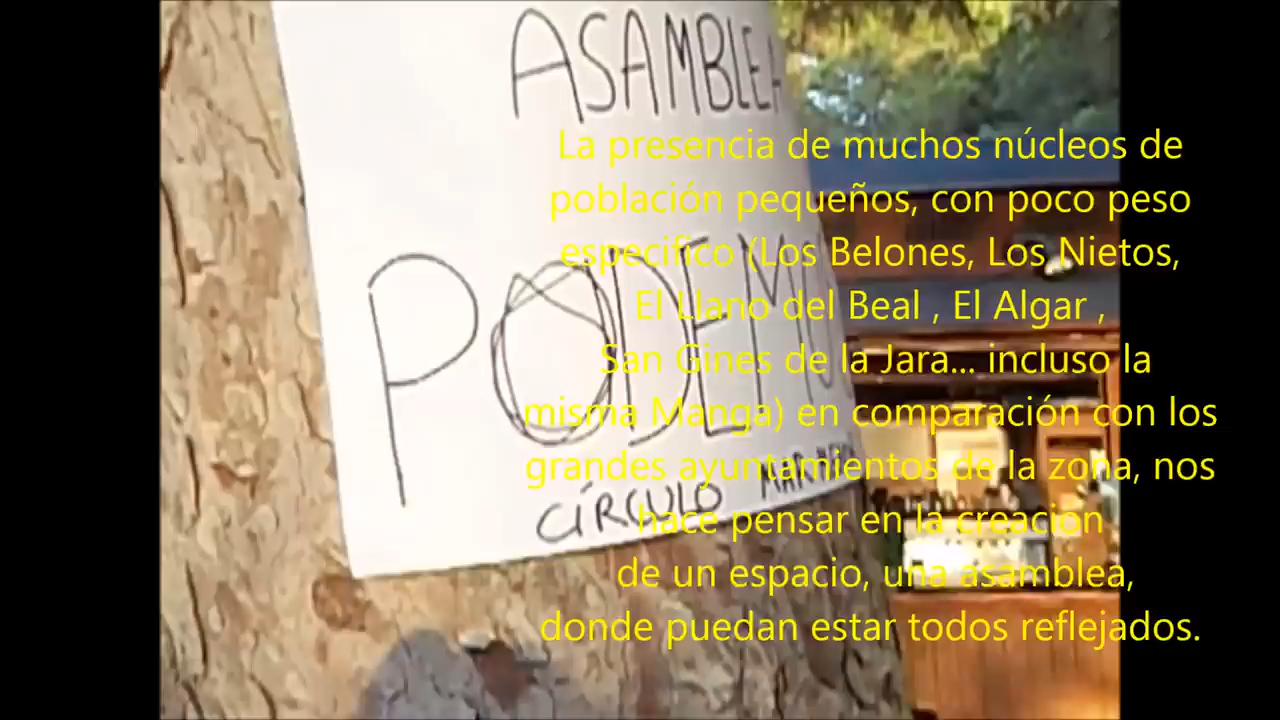 ASAMBLEA
PODEMO
CÍRCULO MAR
La presencia de muchos núcleos de
población pequeños, con poco peso
especifico (Los Belones, Los Nietos,
El Llano del Beal , El Algar ,
San Gines de la Jara... incluso la
misma Manga) en comparación con los
grandes ayuntamientos de la zona, nos
hace pensar en la creacion
de un espacio, una asamblea,
donde puedan estar todos reflejados.